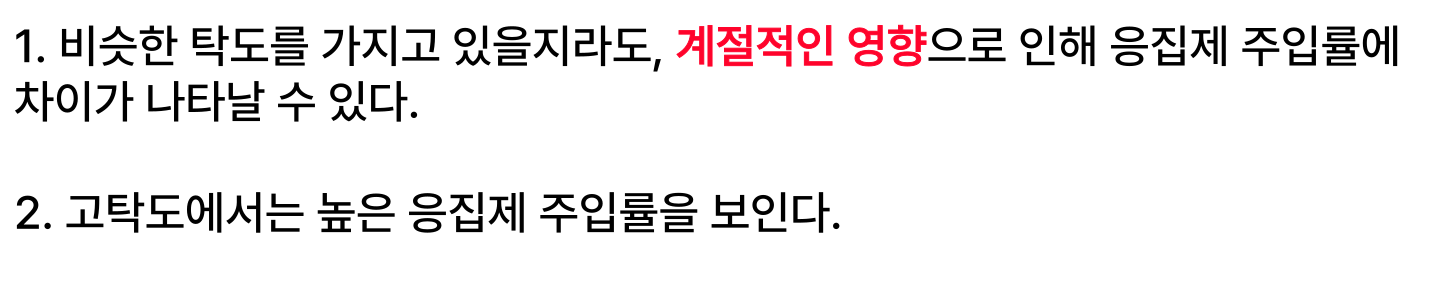 1. 비슷한 탁도를 가지고 있을지라도, 계절적인 영향으로 인해 응집제 주입률에
차이가 나타날 수 있다.
2. 고탁도에서는 높은 응집제 주입률을 보인다.